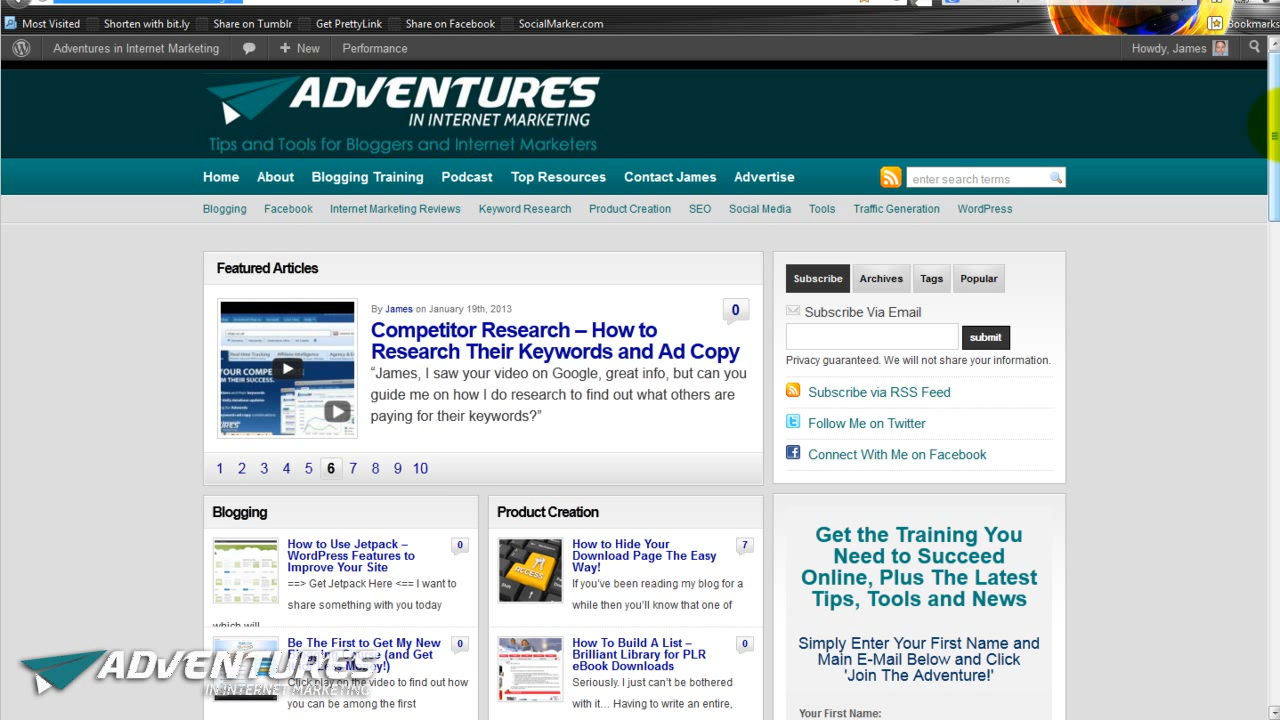 Most Visited Shorten with bit.ly Share on Tumblr Get PrettyLink Share on Facebook SocialMarker.com Bookmarks
Adventures in Internet Marketing New Performance Howdy, James
ADVENTURES
IN INTERNET MARKETING
Tips and Tools for Bloggers and Internet Marketers
Home About Blogging Training Podcast Top Resources Contact James Advertise enter search terms
Blogging Facebook Internet Marketing Reviews Keyword Research Product Creation SEO Social Media Tools Traffic Generation WordPress
Featured Articles
By James on January 19th, 2013 0
Competitor Research – How to
Research Their Keywords and Ad Copy
“James, I saw your video on Google, great info, but can you
guide me on how I do research to find out what others are
paying for their keywords?”
1 2 3 4 5 6 7 8 9 10
Subscribe Archives Tags Popular
Subscribe Via Email
submit
Privacy guaranteed. We will not share your information.
Subscribe via RSS Feed
Follow Me on Twitter
Connect With Me on Facebook
Blogging
How to Use Jetpack – 0
WordPress Features to
Improve Your Site
==> Get Jetpack Here <== I want to
share something with you today
which will
Be The First to Get My New 0
(and Get
Click play on the video to find out how
you can be among the first
Product Creation
How to Hide Your 7
Download Page The Easy
Way!
ACCESS
If you’ve been reading my blog for a
while then you’ll know that one of
How To Build A List – 0
Brilliant Library for PLR
eBook Downloads
Seriously. I just can’t be bothered
with it… Having to write an entire,
Get the Training You
Need to Succeed
Online, Plus The Latest
Tips, Tools and News
Simply Enter Your First Name and
Main E-Mail Below and Click
'Join The Adventure!'
Your First Name:
ADVENTURES
IN INTERNET MARKETING